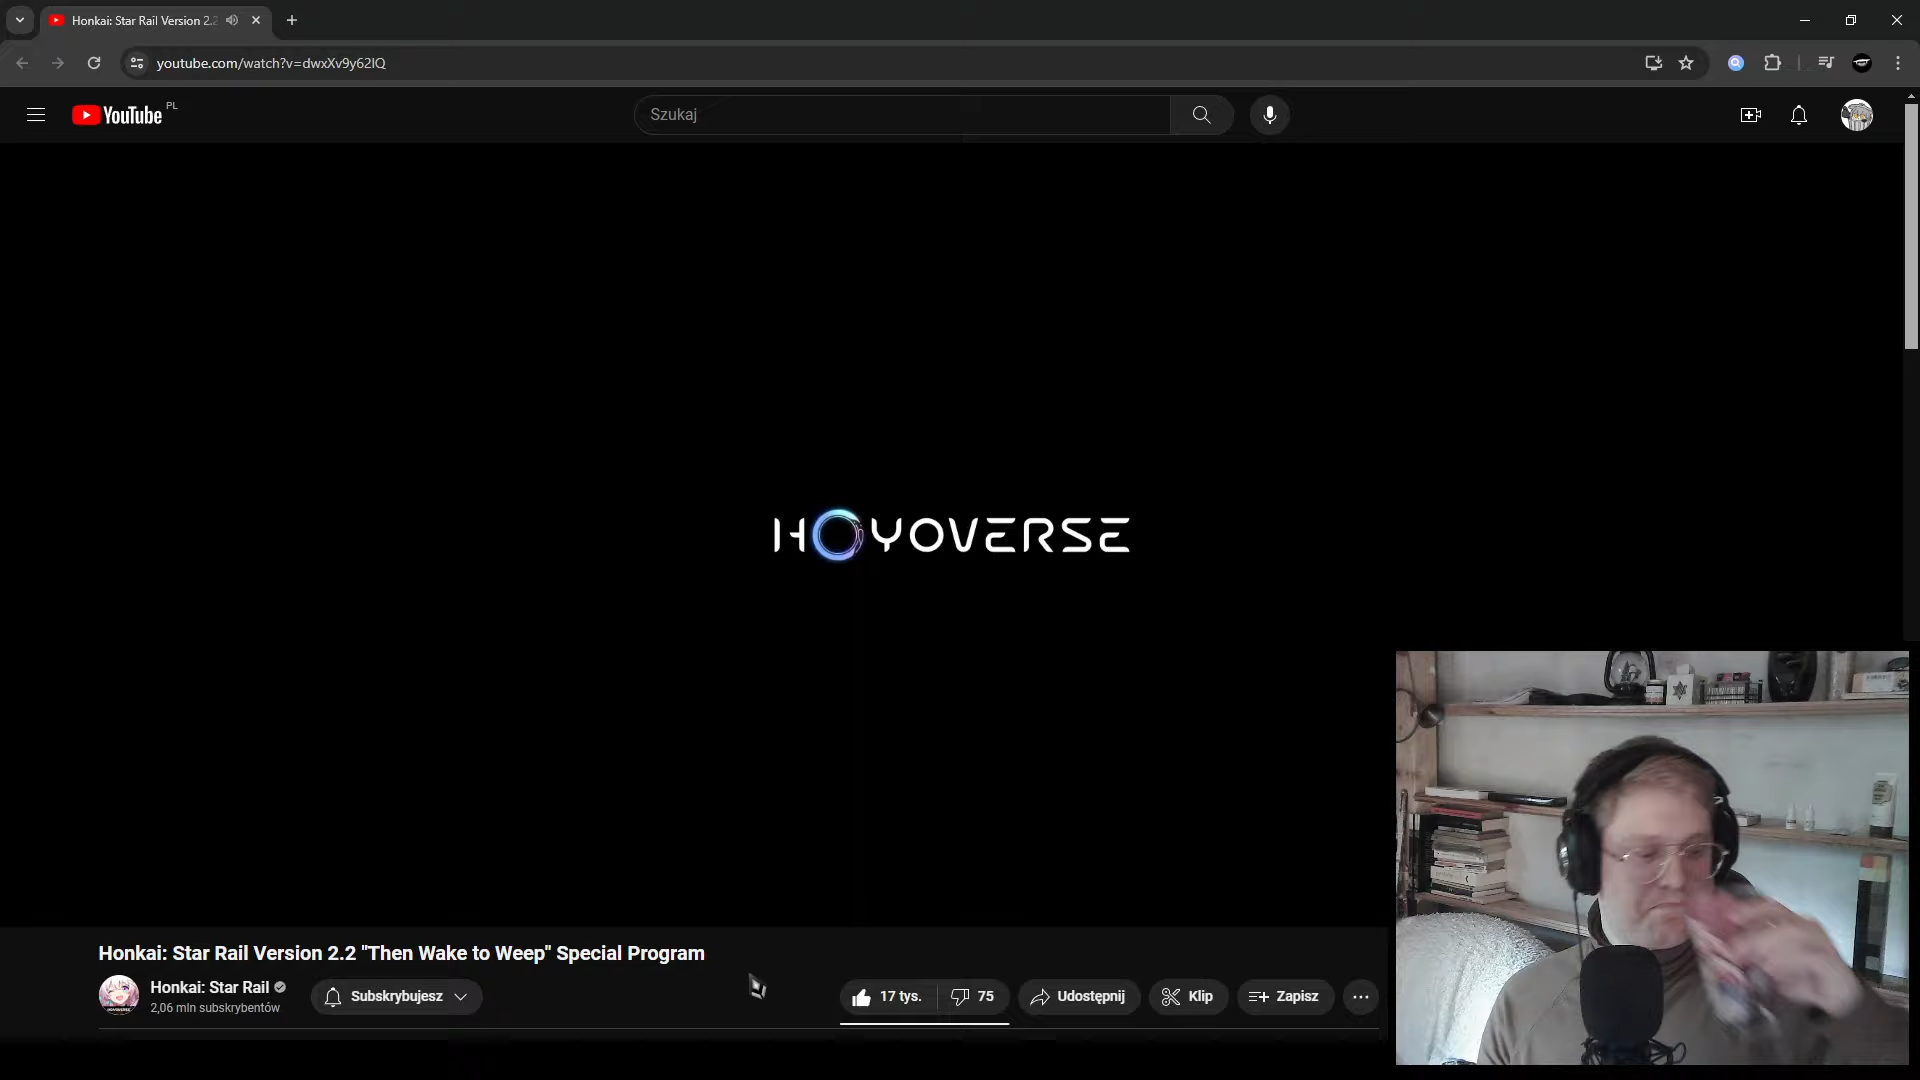 Honkai: Star Rail Version 2.2
youtube.com/watch?v=dwxXv9y62IQ
YouTube PL
Szukaj
HOYOVERSE
Honkai: Star Rail Version 2.2 "Then Wake to Weep" Special Program
Honkai: Star Rail
2,06 mln subskrybentów
Subskrybujesz
17 tys.
75
Udostępnij
Klip
Zapisz